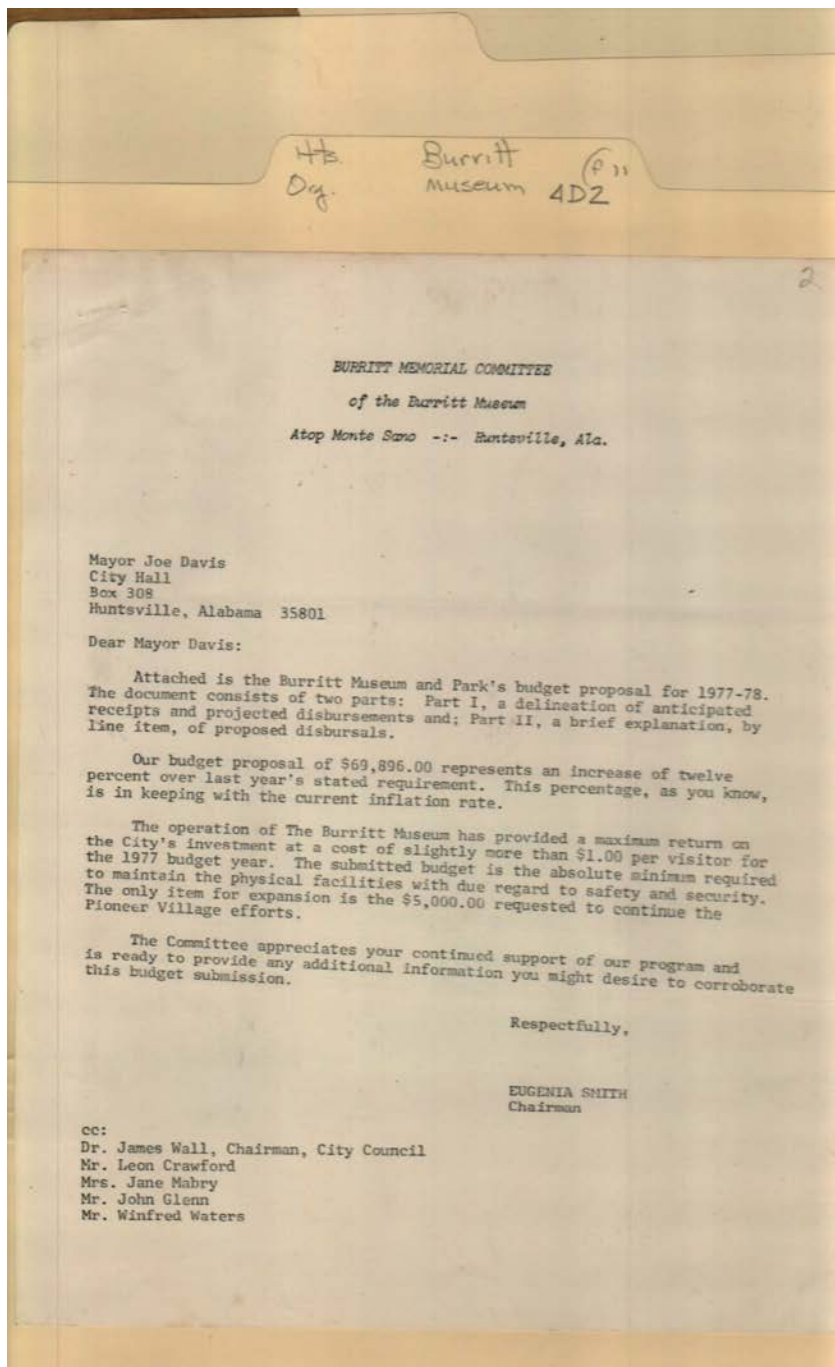 Hts. Burritt
Org. Museum 4D2
2
BURRITT MEMORIAL COMMITTEE
of the Burritt Museum
Atop Monte Sano -:- Huntsville, Ala.
Mayor Joe Davis
City Hall
Box 308
Huntsville, Alabama 35801
Dear Mayor Davis:
Attached is the Burritt Museum and Park's budget proposal for 1977-78.
The document consists of two parts: Part I, a delineation of anticipated
receipts and projected disbursements and; Part II, a brief explanation, by
line item, of proposed disbursals.
Our budget proposal of $69,896.00 represents an increase of twelve
percent over last year's stated requirement. This percentage, as you know,
is in keeping with the current inflation rate.
The operation of The Burritt Museum has provided a maximum return on
the City's investment at a cost of slightly more than $1.00 per visitor for
the 1977 budget year. The submitted budget is the absolute minimum required
to maintain the physical facilities with due regard to safety and security.
The only item for expansion is the $5,000.00 requested to continue the
Pioneer Village efforts.
The Committee appreciates your continued support of our program and
is ready to provide any additional information you might desire to corroborate
this budget submission.
Respectfully,
EUGENIA SMITH
Chairman
cc:
Dr. James Wall, Chairman, City Council
Mr. Leon Crawford
Mrs. Jane Mabry
Mr. John Glenn
Mr. Winfred Waters